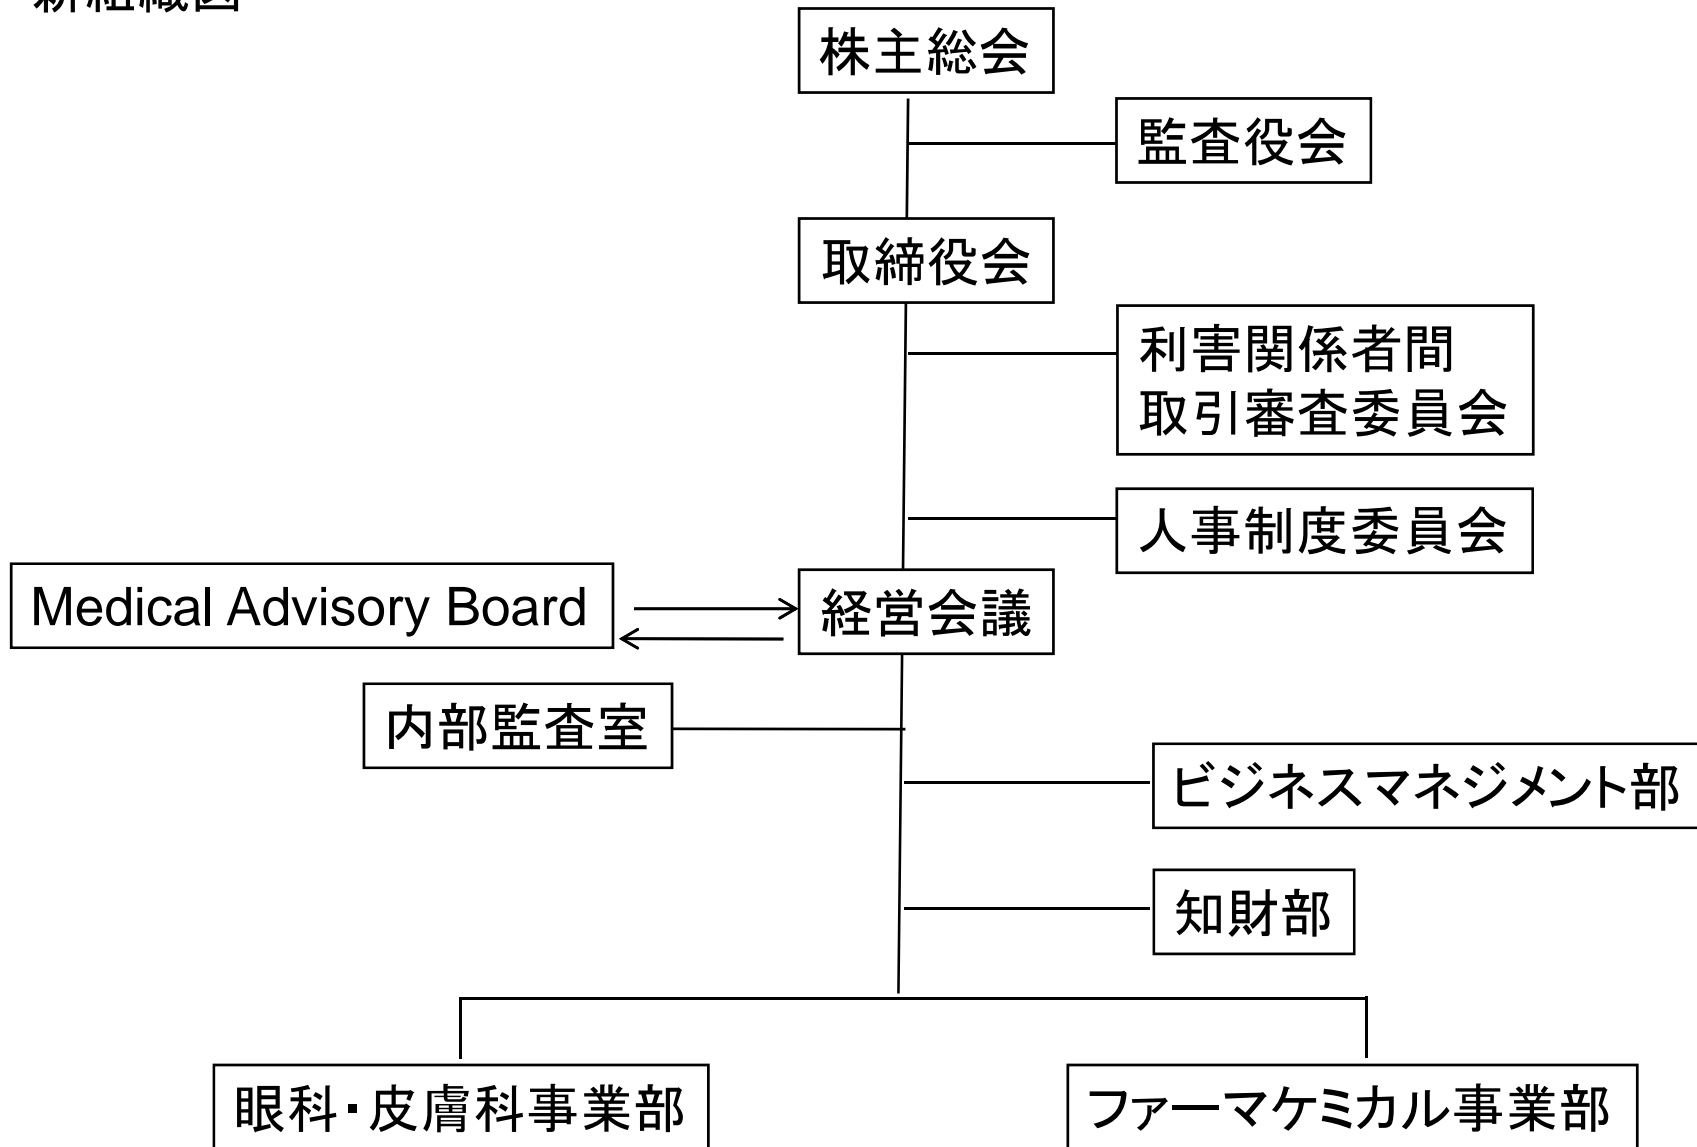 新組織図
株主総会
監査役会
取締役会
利害関係者間
取引審査委員会
人事制度委員会
Medical Advisory Board
経営会議
内部監査室
ビジネスマネジメント部
知財部
眼科・皮膚科事業部
ファーマケミカル事業部